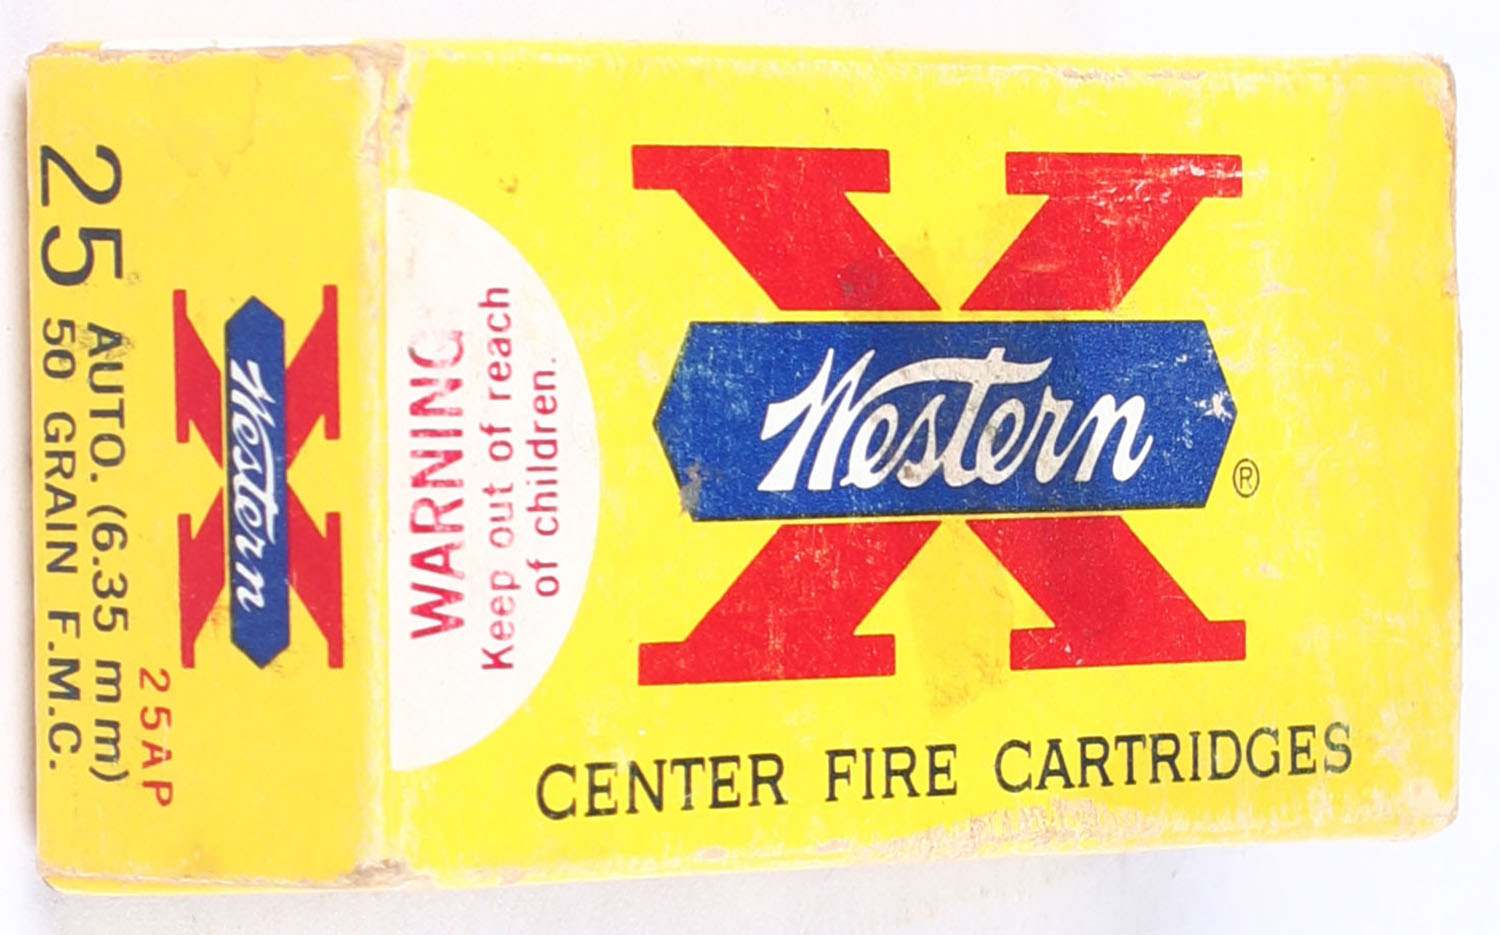 25 AUTO. (6.35 mm)
50 GRAIN F.M.C.
Western
25AP
WARNING
Keep out of reach
of children.
Western
®
CENTER FIRE CARTRIDGES